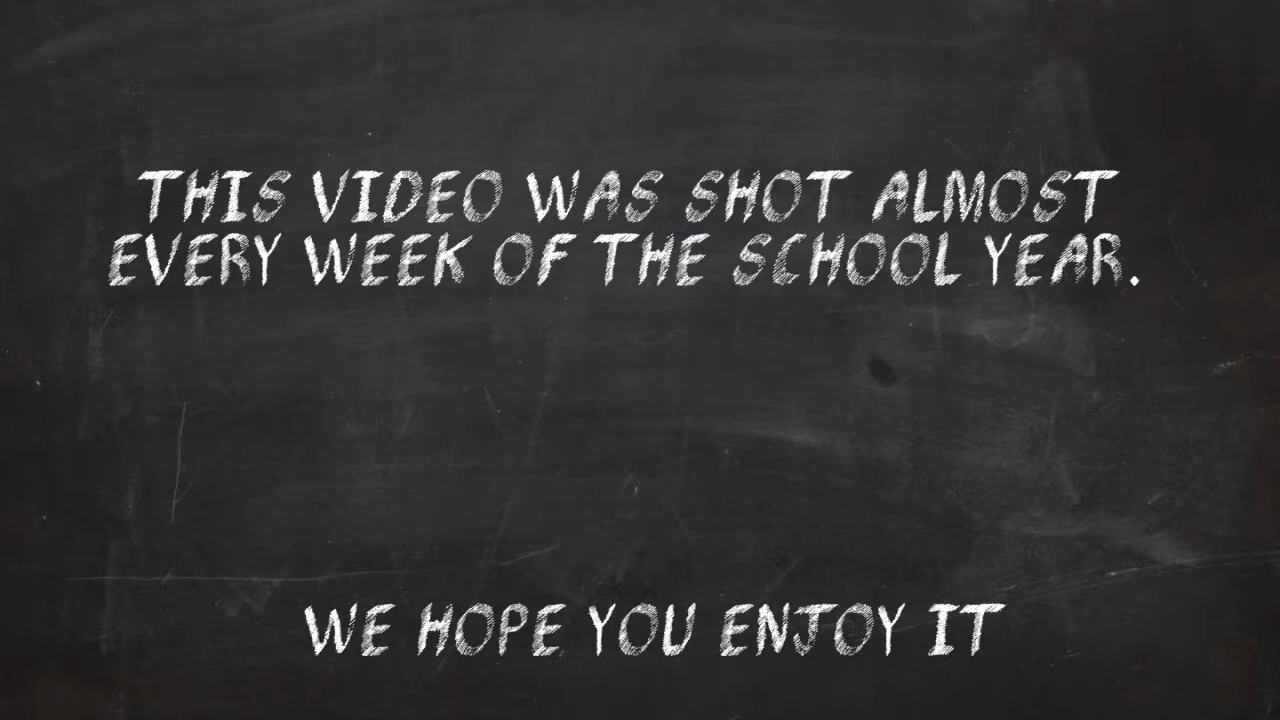 THIS VIDEO WAS SHOT ALMOST
EVERY WEEK OF THE SCHOOL YEAR.
WE HOPE YOU ENJOY IT